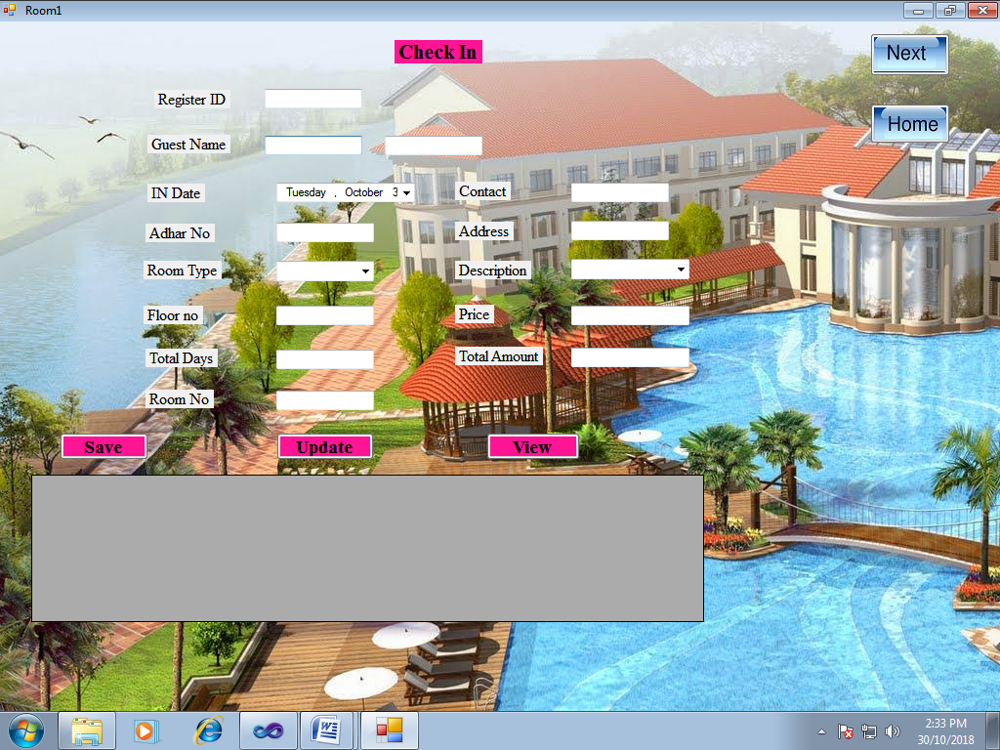 Room1
Check In
Next
Register ID
Home
Guest Name
IN Date
Tuesday , October 3
Contact
Adhar No
Address
Room Type
Description
Floor no
Price
Total Days
Total Amount
Room No
Save
Update
View
2:33 PM
30/10/2018